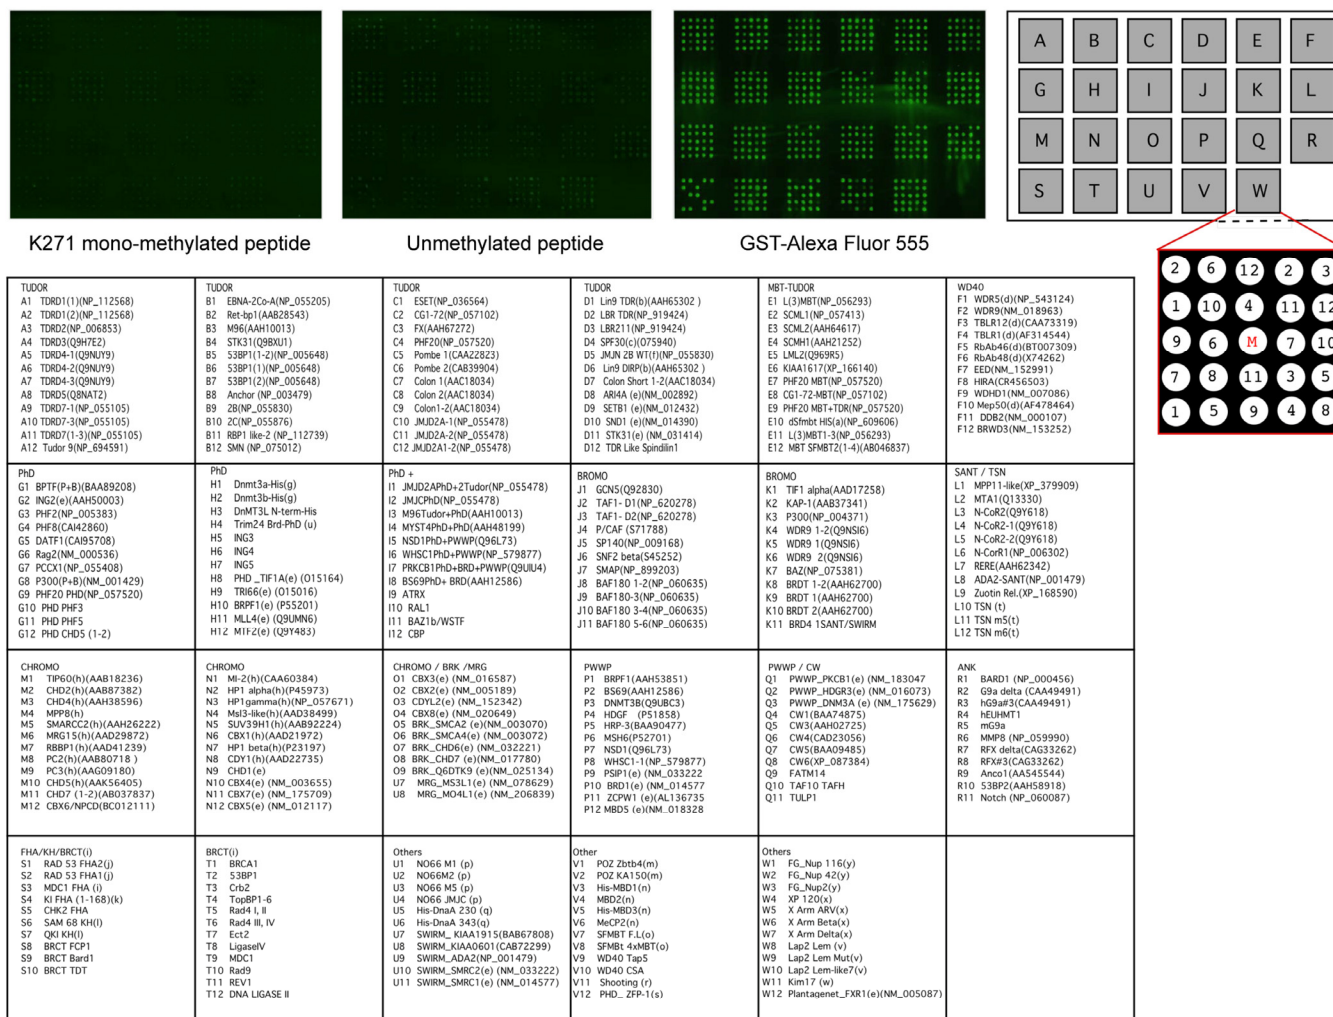 A B C D E F
G H I J K L
M N O P Q R
S T U V W
K271 mono-methylated peptide
Unmethylated peptide
GST-Alexa Fluor 555
2 6 12 2 3
1 10 4 11 12
9 6 M 7 10
7 8 11 3 5
1 5 9 4 8
TUDOR
A1 TDRD1(1)(NP_112568)
A2 TDRD1(2)(NP_112568)
A3 TDRD2(NP_006853)
A4 TDRD3(Q9H7E2)
A5 TDRD4-1(Q9NUY9)
A6 TDRD4-2(Q9NUY9)
A7 TDRD4-3(Q9NUY9)
A8 TDRD5(Q8NAT2)
A9 TDRD7-1(NP_055105)
A10 TDRD7-3(NP_055105)
A11 TDRD7(1-3)(NP_055105)
A12 Tudor 9(NP_694591)
TUDOR
B1 EBNA-2Co-A(NP_055205)
B2 Ret-bp1(AAB28543)
B3 M96(AAH10013)
B4 STK31(Q9BXU1)
B5 53BP1(1-2)(NP_005648)
B6 53BP1(1)(NP_005648)
B7 53BP1(2)(NP_005648)
B8 Anchor (NP_003479)
B9 2B(NP_055830)
B10 2C(NP_055876)
B11 RBP1 like-2 (NP_112739)
B12 SMN (NP_075012)
TUDOR
C1 ESET(NP_036564)
C2 CG1-72(NP_057102)
C3 FX(AAH67272)
C4 PHF20(NP_057520)
C5 Pombe 1(CAA22823)
C6 Pombe 2(CAB39904)
C7 Colon 1(AAC18034)
C8 Colon 2(AAC18034)
C9 Colon1-2(AAC18034)
C10 JMJD2A-1(NP_055478)
C11 JMJD2A-2(NP_055478)
C12 JMJD2A1-2(NP_055478)
TUDOR
D1 Lin9 TDR(b)(AAH65302 )
D2 LBR TDR(NP_919424)
D3 LBR211(NP_919424)
D4 SPF30(c)(O75940)
D5 JMJN 2B WT(f)(NP_055830)
D6 Lin9 DIRP(b)(AAH65302 )
D7 Colon Short 1-2(AAC18034)
D8 ARI4A (e)(NM_002892)
D9 SETB1 (e)(NM_012432)
D10 SND1 (e)(NM_014390)
D11 STK31(e) (NM_031414)
D12 TDR Like Spindilin1
MBT-TUDOR
E1 L(3)MBT(NP_056293)
E2 SCML1(NP_057413)
E3 SCML2(AAH64617)
E4 SCMH1(AAH21252)
E5 LMLZ(Q969R5)
E6 KIAA1617(XP_166140)
E7 PHF20 MBT(NP_057520)
E8 CG1-72-MBT(NP_057102)
E9 PHF20 MBT+TDR(NP_057520)
E10 dSfmbt HIS(a)(NP_609606)
E11 L(3)MBT1-3(NP_056293)
E12 MBT SFMBT2(1-4)(AB046837)
WD40
F1 WDR5(d)(NP_543124)
F2 WDR9(NM_018963)
F3 TBLR12(d)(CAA73319)
F4 TBLR1(d)(AF314544)
F5 RbAb46(d)(BT007309)
F6 RbAb48(d)(X74262)
F7 EED(NM_152991)
F8 HIRA(CR456503)
F9 WDHD1(NM_007086)
F10 Mep50(d)(AF478464)
F11 DDB2(NM_000107)
F12 BRWD3(NM_153252)
PhD
G1 BPTF(P+B)(BAA89208)
G2 ING2(e)(AAH50003)
G3 PHF2(NP_005383)
G4 PHF8(CAI42860)
G5 DATF1(CAI95708)
G6 Rag2(NM_000536)
G7 PCCX1(NP_055408)
G8 P300(P+B)(NM_001429)
G9 PHF20 PHD(NP_057520)
G10 PHD PHF3
G11 PHD PHF5
G12 PHD CHD5 (1-2)
PhD
H1 Dnmt3a-His(g)
H2 Dnmt3b-His(g)
H3 DnMT3L N-term-His
H4 Trim24 Brd-PhD (u)
H5 ING3
H6 ING4
H7 ING5
H8 PHD _TIF1A(e) (O15164)
H9 TRI66(e) (O15016)
H10 BRPF1(e) (P55201)
H11 MLL4(e) (Q9UMN6)
H12 MTF2(e) (Q9Y483)
PhD +
I1 JMJD2APhD+2Tudor(NP_055478)
I2 JMJCPhD(NP_055478)
I3 M96Tudor+PhD(AAH10013)
I4 MYST4PhD+PhD(AAH48199)
I5 NSD1PhD+PWWP(Q96L73)
I6 WHSC1PhD+PWWP(NP_579877)
I7 PRKCB1PhD+BRD+PWWP(Q9UIU4)
I8 BS69PhD+ BRD(AAH12586)
I9 ATRX
I10 RAL1
I11 BAZ1b/WSTF
I12 CBP
BROMO
J1 GCN5(Q92830)
J2 TAF1- D1(NP_620278)
J3 TAF1- D2(NP_620278)
J4 P/CAF (S71788)
J5 SP140(NP_009168)
J6 SNF2 beta(S45252)
J7 SMAP(NP_899203)
J8 BAF180 1-2(NP_060635)
J9 BAF180-3(NP_060635)
J10 BAF180 3-4(NP_060635)
J11 BAF180 5-6(NP_060635)
BROMO
K1 TIF1 alpha(AAD17258)
K2 KAP-1(AAB37341)
K3 P300(NP_004371)
K4 WDR9 1-2(Q9NSI6)
K5 WDR9 1(Q9NSI6)
K6 WDR9 2(Q9NSI6)
K7 BAZ(NP_075381)
K8 BRDT 1-2(AAH62700)
K9 BRDT 1(AAH62700)
K10 BRDT 2(AAH62700)
K11 BRD4 1SANT/SWIRM
SANT / TSN
L1 MPP11-like(XP_379909)
L2 MTA1(Q13330)
L3 N-CoR2(Q9Y618)
L4 N-CoR2-1(Q9Y618)
L5 N-CoR2-2(Q9Y618)
L6 N-CorR1(NP_006302)
L7 RERE(AAH62342)
L8 ADA2-SANT(NP_001479)
L9 Zuotin Rel.(XP_168590)
L10 TSN (t)
L11 TSN m5(t)
L12 TSN m6(t)
CHROMO
M1 TIP60(h)(AAB18236)
M2 CHD2(h)(AAB87382)
M3 CHD4(h)(AAH38596)
M4 MPP8(h)
M5 SMARCC2(h)(AAH26222)
M6 MRG15(h)(AAH29872)
M7 RBBP1(h)(AAD41239)
M8 PC2(h)(AAB80718 )
M9 PC3(h)(AAG09180)
M10 CHD5(h)(AAK56405)
M11 CHD7 (1-2)(AB037837)
M12 CBX6/NPCD(BC012111)
CHROMO
N1 MI-2(h)(CAA60384)
N2 HP1 alpha(h)(P45973)
N3 HP1gamma(h)(NP_057671)
N4 Msl3-like(h)(AAD38499)
N5 SUV39H1(h)(AAB92224)
N6 CBX1(h)(AAD21972)
N7 HP1 beta(h)(P23197)
N8 CDY1(h)(AAD22735)
N9 CHD1(e)
N10 CBX4(e) (NM_003655)
N11 CBX7(e) (NM_175709)
N12 CBX5(e) (NM_012117)
CHROMO / BRK /MRG
O1 CBX3(e) (NM_016587)
O2 CBX2(e) (NM_005189)
O3 CDYL2(e) (NM_152342)
O4 CBX8(e) (NM_020649)
O5 BRK_SMCA2 (e)(NM_003070)
O6 BRK_SMCA4(e) (NM_003072)
O7 BRK_CHD6(e) (NM_032221)
O8 BRK_CHD7 (e) (NM_017780)
O9 BRK_Q6DTK9 (e)(NM_025134)
U7 MRG_MS3L1(e) (NM_078629)
U8 MRG_MO4L1(e) (NM_206839)
PWWP
P1 BRPF1(AAH53851)
P2 BS69(AAH12586)
P3 DNMT3B(Q9UBC3)
P4 HDGF (P51858)
P5 HRP-3(BAA90477)
P6 MSH6(P52701)
P7 NSD1(Q96L73)
P8 WHSC1-1(NP_579877)
P9 PSIP1(e)(NM_033222
P10 BRD1(e)(NM_014577
P11 ZCPW1 (e)(AL136735
P12 MBD5 (e)(NM_018328
PWWP / CW
Q1 PWWP_PKCB1(e) (NM_183047
Q2 PWWP_HDGR3(e) (NM_016073)
Q3 PWWP_DNM3A (e)(NM_175629)
Q4 CW1(BAA74875)
Q5 CW3(AAH02725)
Q6 CW4(CAD23056)
Q7 CW5(BAA09485)
Q8 CW6(XP_087384)
Q9 FATM14
Q10 TAF10 TAFH
Q11 TULP1
ANK
R1 BARD1 (NP_000456)
R2 G9a delta (CAA49491)
R3 hG9a#3(CAA49491)
R4 hEUHMT1
R5 mG9a
R6 MMP8 (NP_059990)
R7 RFX delta(CAG33262)
R8 RFX#3(CAG33262)
R9 Anco1(AA545544)
R10 53BP2(AAH58918)
R11 Notch (NP_060087)
FHA/KH/BRCT(i)
S1 RAD 53 FHA2(j)
S2 RAD 53 FHA1(j)
S3 MDC1 FHA (i)
S4 KI FHA (1-168)(k)
S5 CHK2 FHA
S6 SAM 68 KH(l)
S7 QKI KH(l)
S8 BRCT FCP1
S9 BRCT Bard1
S10 BRCT TDT
BRCT(i)
T1 BRCA1
T2 53BP1
T3 Crb2
T4 TopBP1-6
T5 Rad4 I, II
T6 Rad4 III, IV
T7 Ect2
T8 LigaseIV
T9 MDC1
T10 Rad9
T11 REV1
T12 DNA LIGASE II
Others
U1 NO66 M1 (p)
U2 NO66M2 (p)
U3 NO66 M5 (p)
U4 NO66 JMJC (p)
U5 His-DnaA 230 (q)
U6 His-DnaA 343(q)
U7 SWIRM_ KIAA1915(BAB67808)
U8 SWIRM_KIAA0601(CAB72299)
U9 SWIRM_ADA2(NP_001479)
U10 SWIRM_SMRC2(e) (NM_033222)
U11 SWIRM_SMRC1(e) (NM_014577)
Other
V1 POZ Zbtb4(m)
V2 POZ KA150(m)
V3 His-MBD1(n)
V4 MBD2(n)
V5 His-MBD3(n)
V6 MeCP2(n)
V7 SFMBT F.L(o)
V8 SFMBt 4xMBT(o)
V9 WD40 Tap5
V10 WD40 CSA
V11 Shooting (r)
V12 PHD_ ZFP-1(s)
Others
W1 FG_Nup 116(y)
W2 FG_Nup 42(y)
W3 FG_Nup2(y)
W4 XP 120(x)
W5 X Arm ARV(x)
W6 X Arm Beta(x)
W7 X Arm Delta(x)
W8 Lap2 Lem (v)
W9 Lap2 Lem Mut(v)
W10 Lap2 Lem-like7(v)
W11 Kim17 (w)
W12 Plantagenet_FXR1(e)(NM_005087)